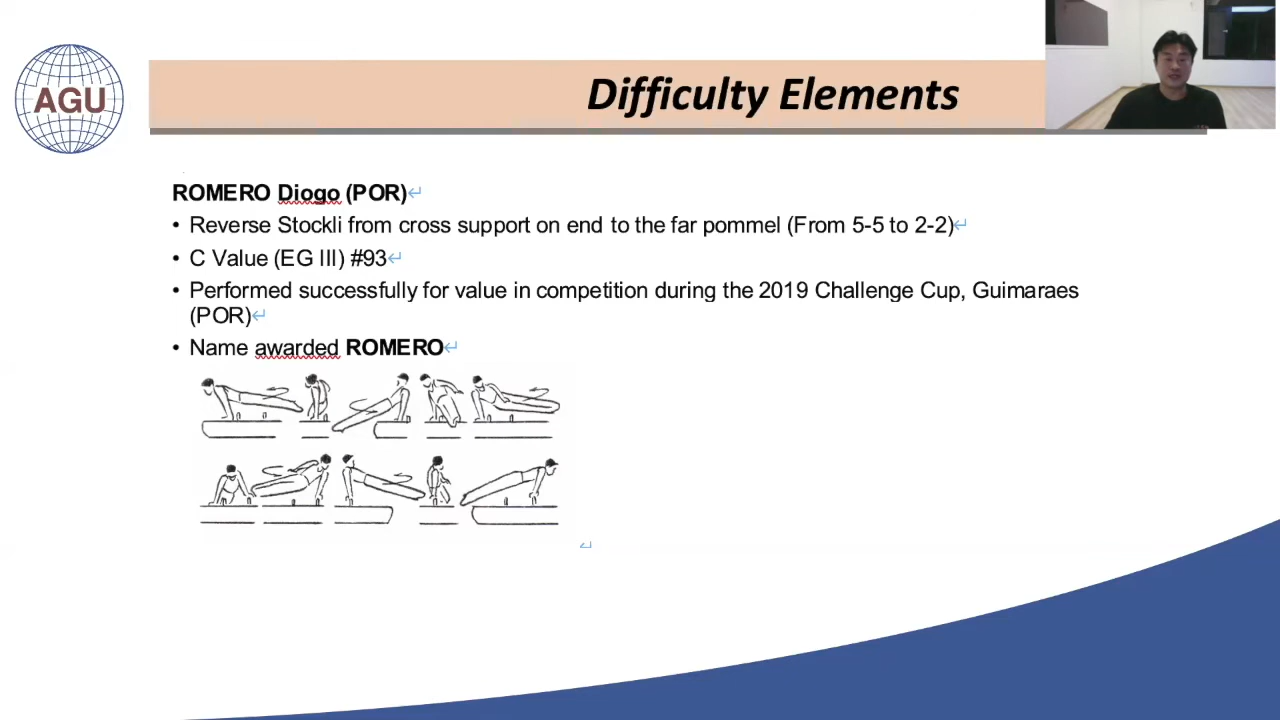 AGU
Difficulty Elements
ROMERO Diogo (POR)↵
• Reverse Stockli from cross support on end to the far pommel (From 5-5 to 2-2)↵
• C Value (EG III) #93↵
• Performed successfully for value in competition during the 2019 Challenge Cup, Guimaraes
(POR)↵
• Name awarded ROMERO↵